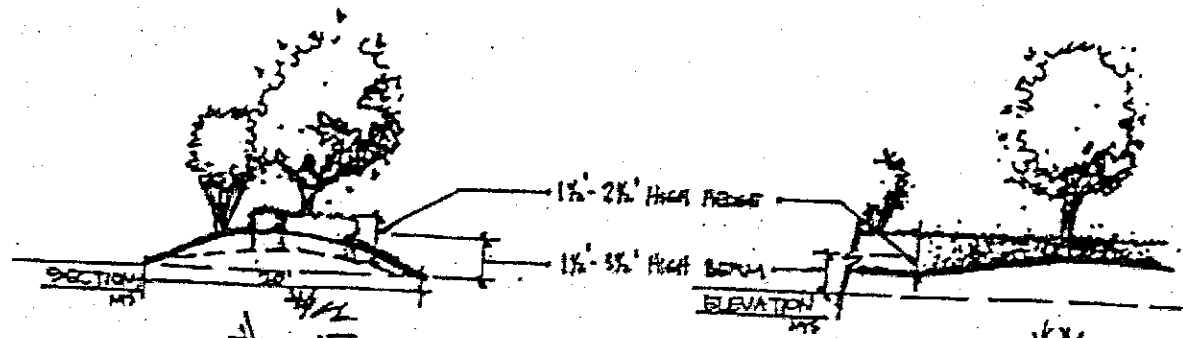 1½'-2½' HIGH HEDGE
1½'-3½' HIGH BERM
SECTION
NTS
20'
ELEVATION
NTS